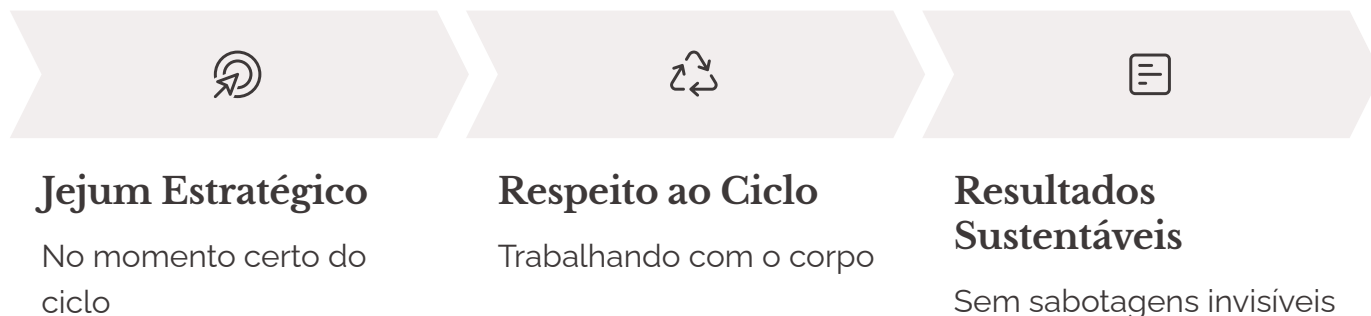 Jejum Estratégico
No momento certo do
ciclo
Respeito ao Ciclo
Trabalhando com o corpo
Resultados
Sustentáveis
Sem sabotagens invisíveis